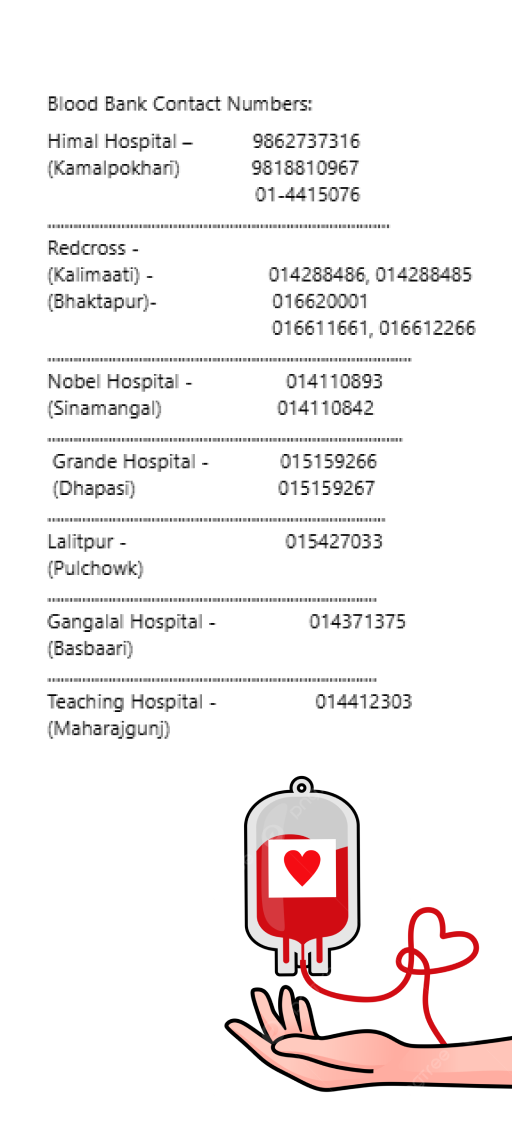 Blood Bank Contact Numbers:
Himal Hospital – 9862737316
(Kamalpokhari) 9818810967
01-4415076
Redcross -
(Kalimaati) - 014288486, 014288485
(Bhaktapur)- 016620001
016611661, 016612266
Nobel Hospital - 014110893
(Sinamangal) 014110842
Grande Hospital - 015159266
(Dhapasi) 015159267
Lalitpur - 015427033
(Pulchowk)
Gangalal Hospital - 014371375
(Basbaari)
Teaching Hospital - 014412303
(Maharajgunj)